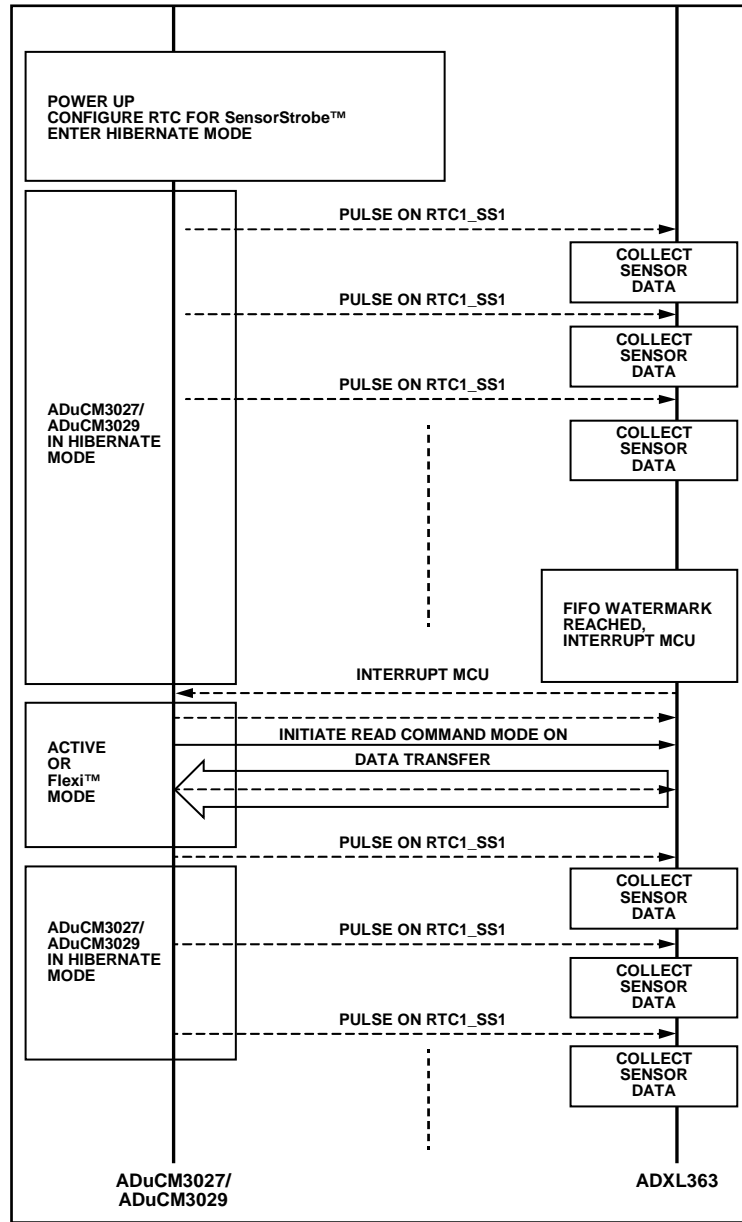 POWER UP
CONFIGURE RTC FOR SensorStrobe™
ENTER HIBERNATE MODE
PULSE ON RTC1_SS1
COLLECT
SENSOR
DATA
PULSE ON RTC1_SS1
COLLECT
SENSOR
DATA
PULSE ON RTC1_SS1
ADuCM3027/
ADuCM3029
IN HIBERNATE
MODE
COLLECT
SENSOR
DATA
FIFO WATERMARK
REACHED,
INTERRUPT MCU
INTERRUPT MCU
ACTIVE
OR
Flexi™
MODE
INITIATE READ COMMAND MODE ON
DATA TRANSFER
PULSE ON RTC1_SS1
COLLECT
SENSOR
DATA
ADuCM3027/
ADuCM3029
IN HIBERNATE
MODE
PULSE ON RTC1_SS1
COLLECT
SENSOR
DATA
PULSE ON RTC1_SS1
COLLECT
SENSOR
DATA
ADuCM3027/
ADuCM3029
ADXL363